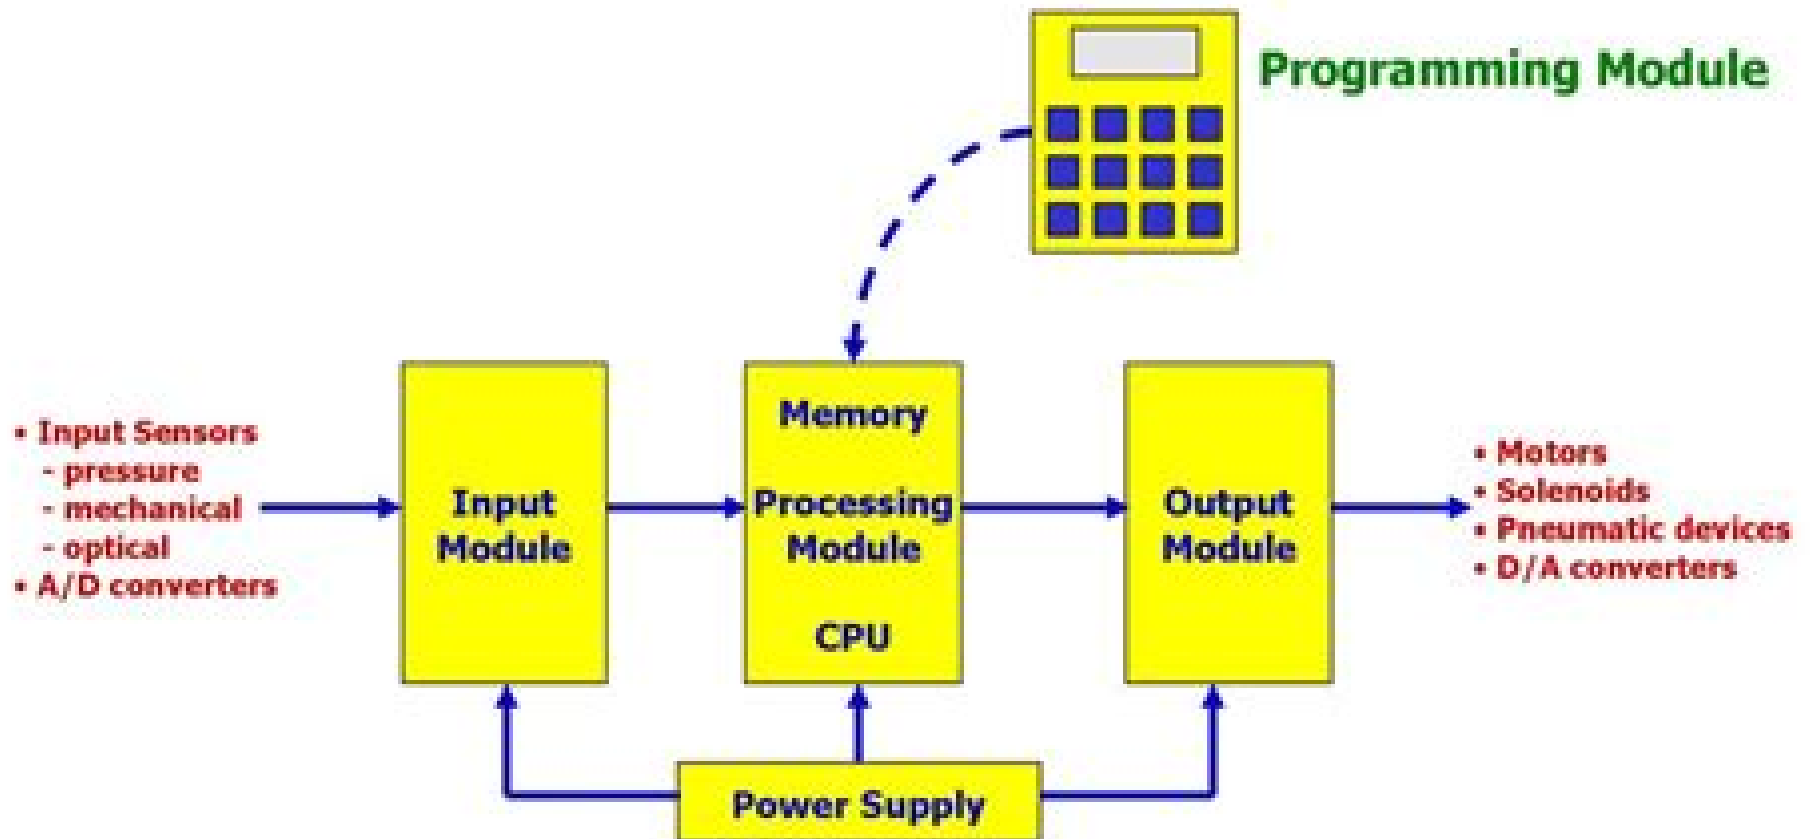 Programming Module
• Input Sensors
- pressure
- mechanical
- optical
• A/D converters
Input
Module
Memory
Processing
Module
CPU
Output
Module
• Motors
• Solenoids
• Pneumatic devices
• D/A converters
Power Supply